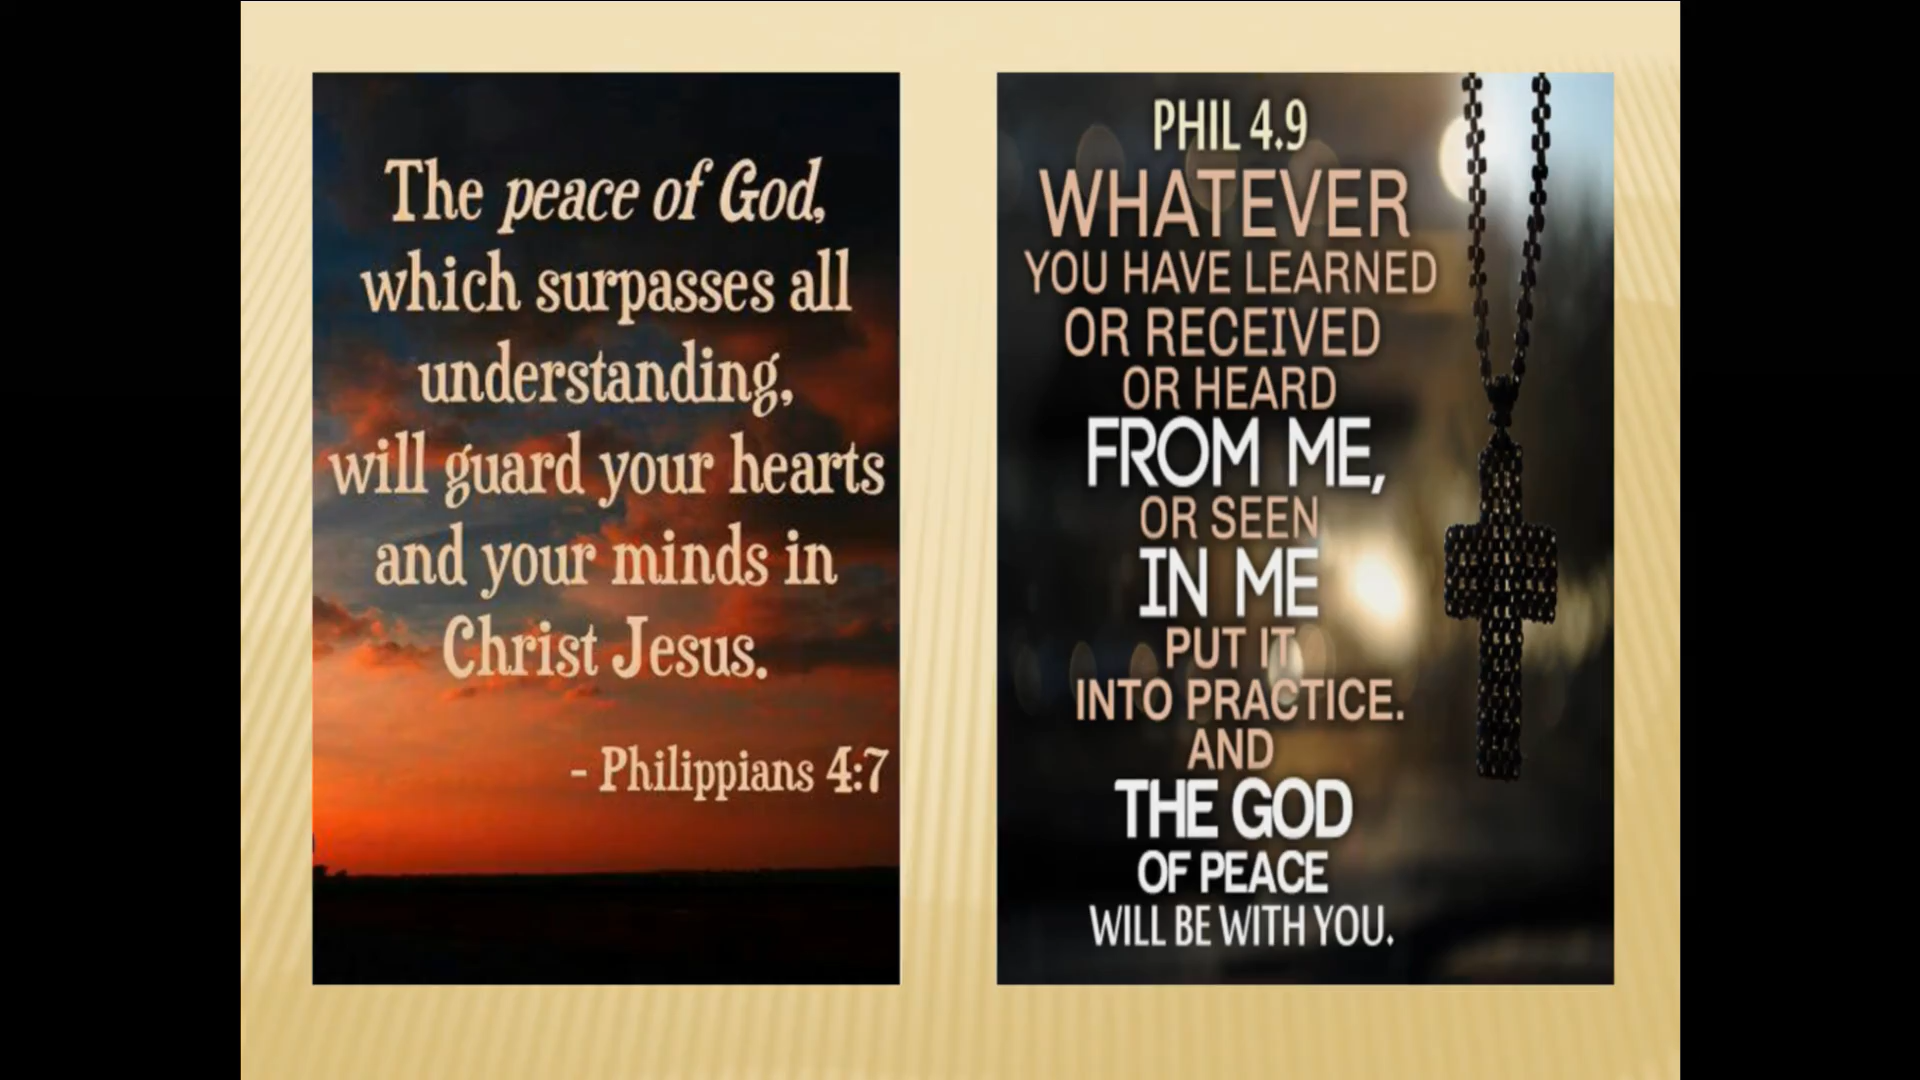 The peace of God,
which surpasses all
understanding,
will guard your hearts
and your minds in
Christ Jesus.
- Philippians 4:7
PHIL 4.9
WHATEVER
YOU HAVE LEARNED
OR RECEIVED
OR HEARD
FROM ME,
OR SEEN
IN ME
PUT IT
INTO PRACTICE.
AND
THE GOD
OF PEACE
WILL BE WITH YOU.